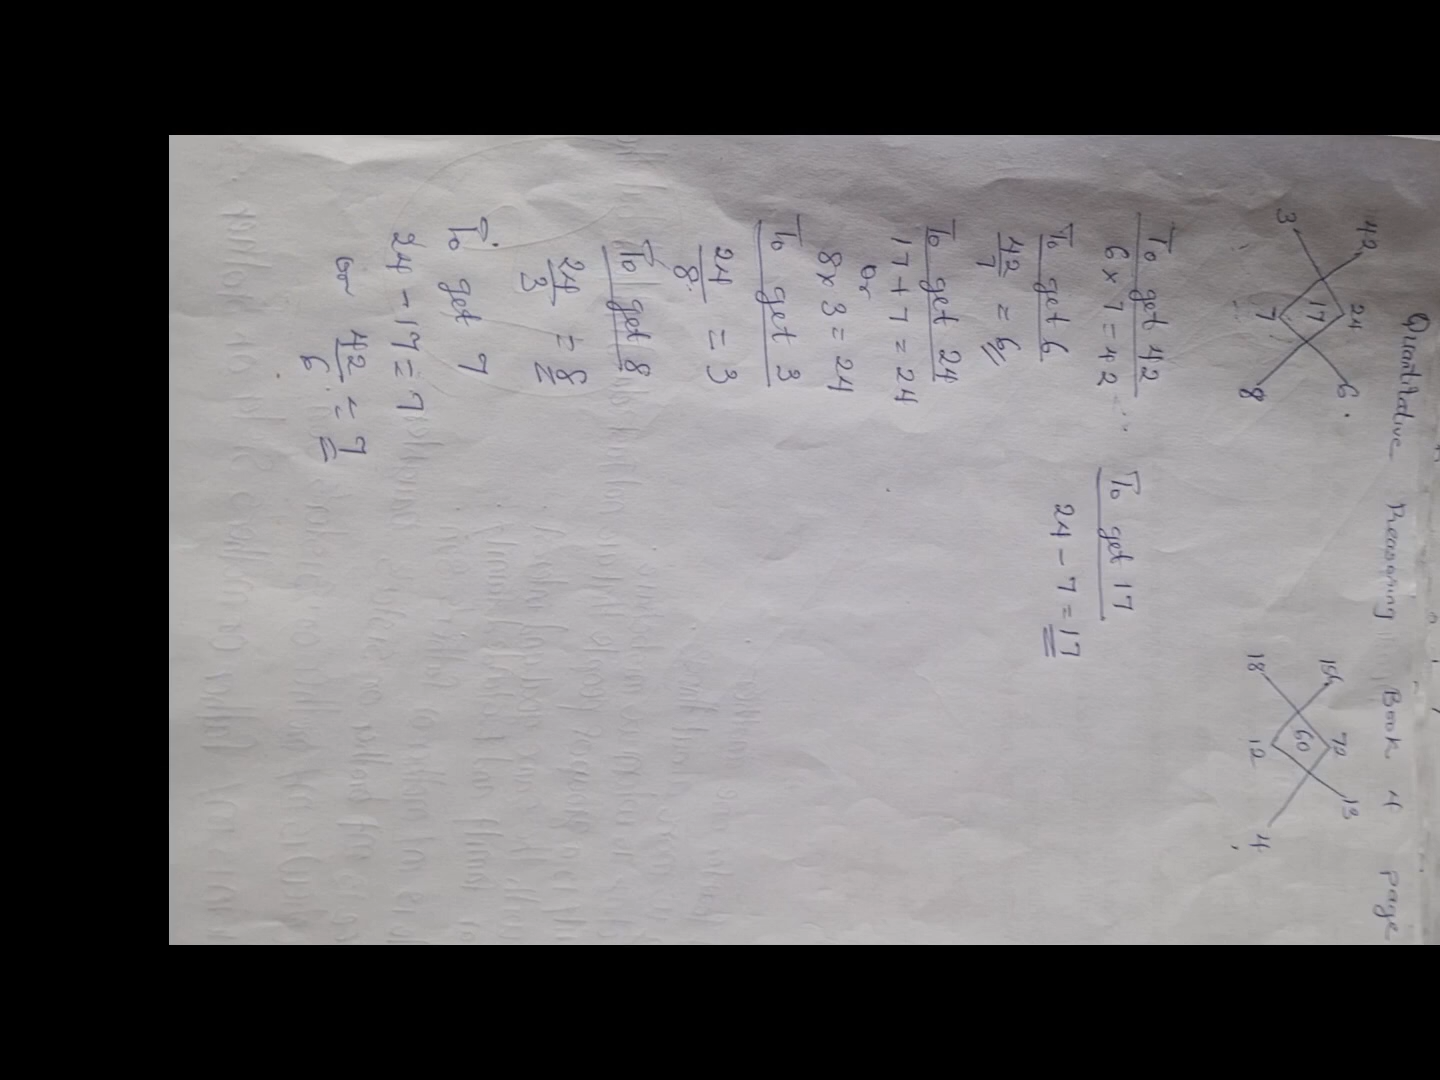 Quantitative Reasoning Book 4 page
42 24 6
17
3 7 8
72 13
60
18 12 4
To get 42
6 x 7 = 42
To get 6
42/7 = 6
To get 24
17 + 7 = 24
or
8 x 3 = 24
To get 3
24/8 = 3
To get 8
24/3 = 8
To get 7
24 - 17 = 7
or 42/6 = 7
To get 17
24 - 7 = 17